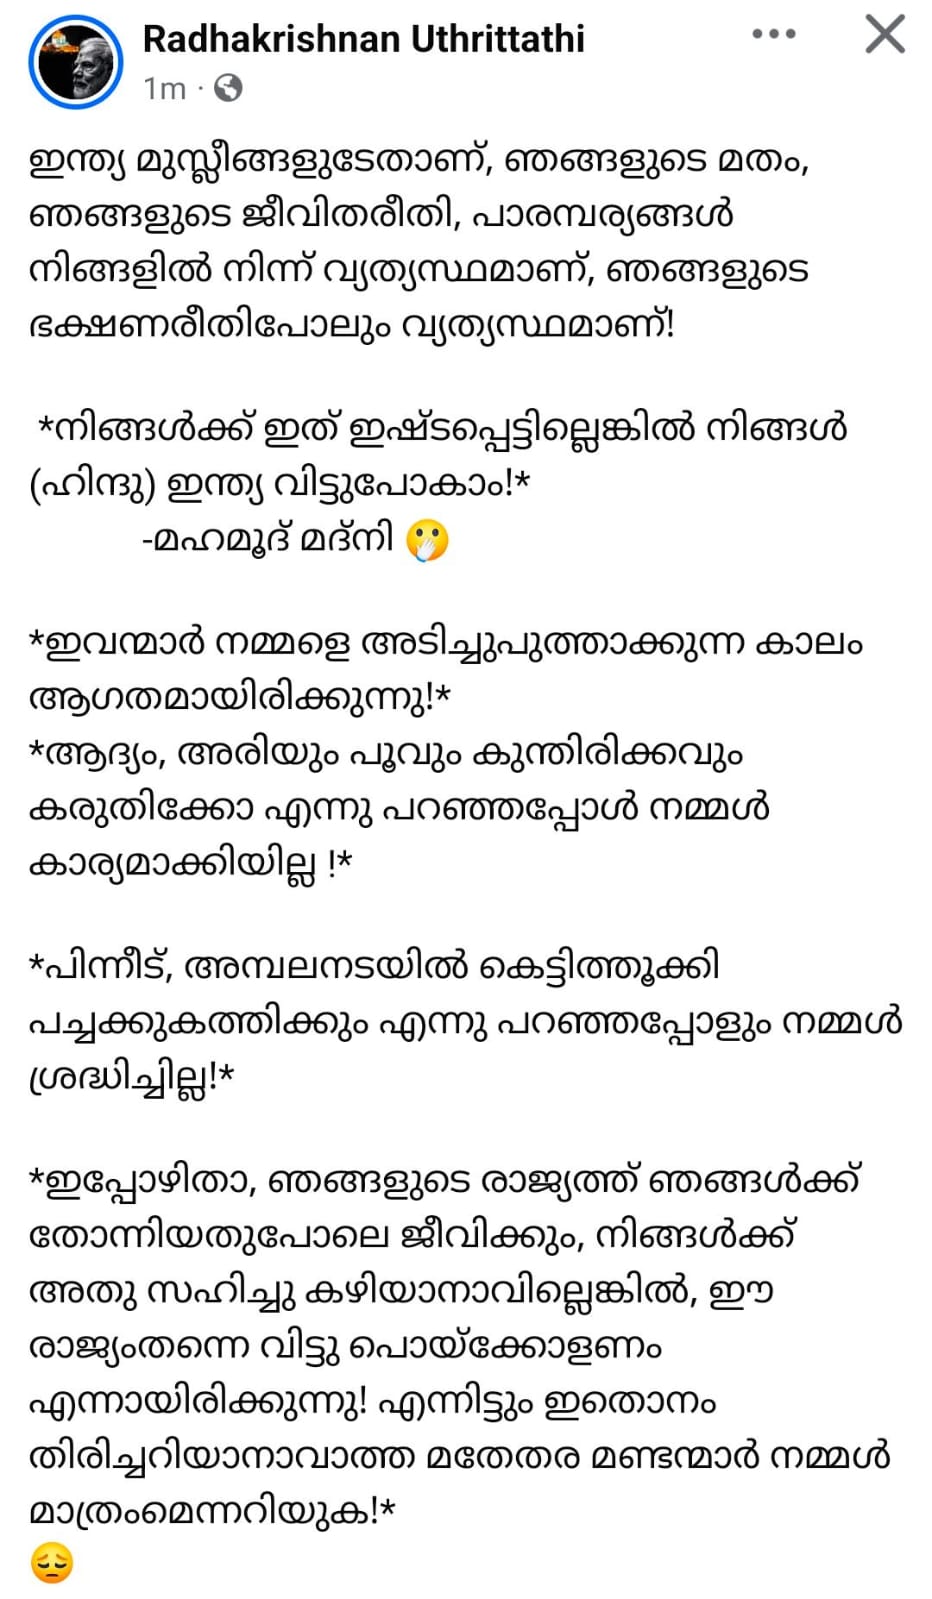 Radhakrishnan Uthrittathi
1m ·
ഇന്ത്യ മുസ്ലീങ്ങളുടേതാണ്, ഞങ്ങളുടെ മതം,
ഞങ്ങളുടെ ജീവിതരീതി, പാരമ്പര്യങ്ങൾ
നിങ്ങളിൽ നിന്ന് വ്യത്യസ്ഥമാണ്, ഞങ്ങളുടെ
ഭക്ഷണരീതിപോലും വ്യത്യസ്ഥമാണ്!
*നിങ്ങൾക്ക് ഇത് ഇഷ്ടപ്പെട്ടില്ലെങ്കിൽ നിങ്ങൾ
(ഹിന്ദു) ഇന്ത്യ വിട്ടുപോകാം!*
-മഹമൂദ് മദ്നി 🫢
*ഇവന്മാർ നമ്മളെ അടിച്ചുപുത്താക്കുന്ന കാലം
ആഗതമായിരിക്കുന്നു!*
*ആദ്യം, അരിയും പൂവും കുന്തിരിക്കവും
കരുതിക്കോ എന്നു പറഞ്ഞപ്പോൾ നമ്മൾ
കാര്യമാക്കിയില്ല !*
*പിന്നീട്, അമ്പലനടയിൽ കെട്ടിത്തൂക്കി
പച്ചക്കുകത്തിക്കും എന്നു പറഞ്ഞപ്പോളും നമ്മൾ
ശ്രദ്ധിച്ചില്ല!*
*ഇപ്പോഴിതാ, ഞങ്ങളുടെ രാജ്യത്ത് ഞങ്ങൾക്ക്
തോന്നിയതുപോലെ ജീവിക്കും, നിങ്ങൾക്ക്
അതു സഹിച്ചു കഴിയാനാവില്ലെങ്കിൽ, ഈ
രാജ്യംതന്നെ വിട്ടു പൊയ്ക്കോളണം
എന്നായിരിക്കുന്നു! എന്നിട്ടും ഇതൊനം
തിരിച്ചറിയാനാവാത്ത മതേതര മണ്ടന്മാർ നമ്മൾ
മാത്രംമെന്നറിയുക!*
😔